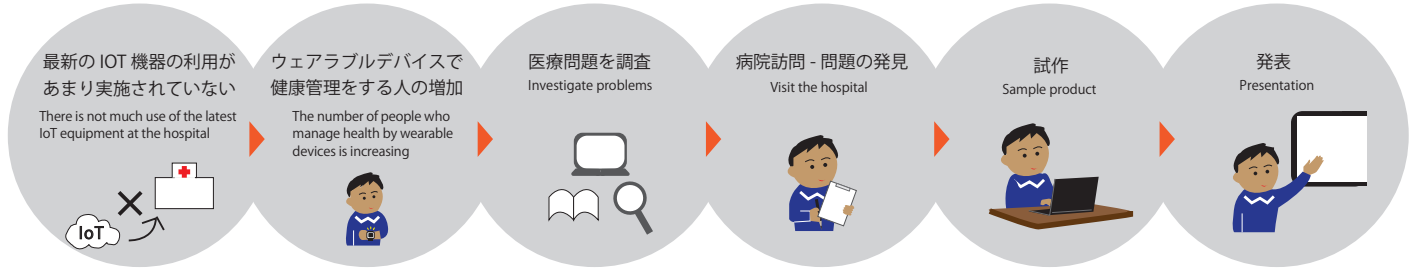 最新の IOT 機器の利用が
あまり実施されていない
There is not much use of the latest
IoT equipment at the hospital
IoT
ウェアラブルデバイスで
健康管理をする人の増加
The number of people who
manage health by wearable
devices is increasing
医療問題を調査
Investigate problems
病院訪問 - 問題の発見
Visit the hospital
試作
Sample product
発表
Presentation